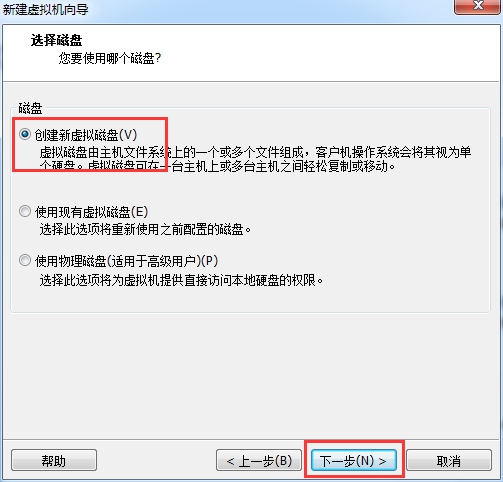 新建虚拟机向导
选择磁盘
您要使用哪个磁盘?
磁盘
创建新虚拟磁盘(V)
虚拟磁盘由主机文件系统上的一个或多个文件组成，客户机操作系统会将其视为单
个硬盘。虚拟磁盘可在一台主机上或多台主机之间轻松复制或移动。
使用现有虚拟磁盘(E)
选择此选项将重新使用之前配置的磁盘。
使用物理磁盘(适用于高级用户)(P)
选择此选项将为虚拟机提供直接访问本地硬盘的权限。
帮助
< 上一步(B)
下一步(N) >
取消